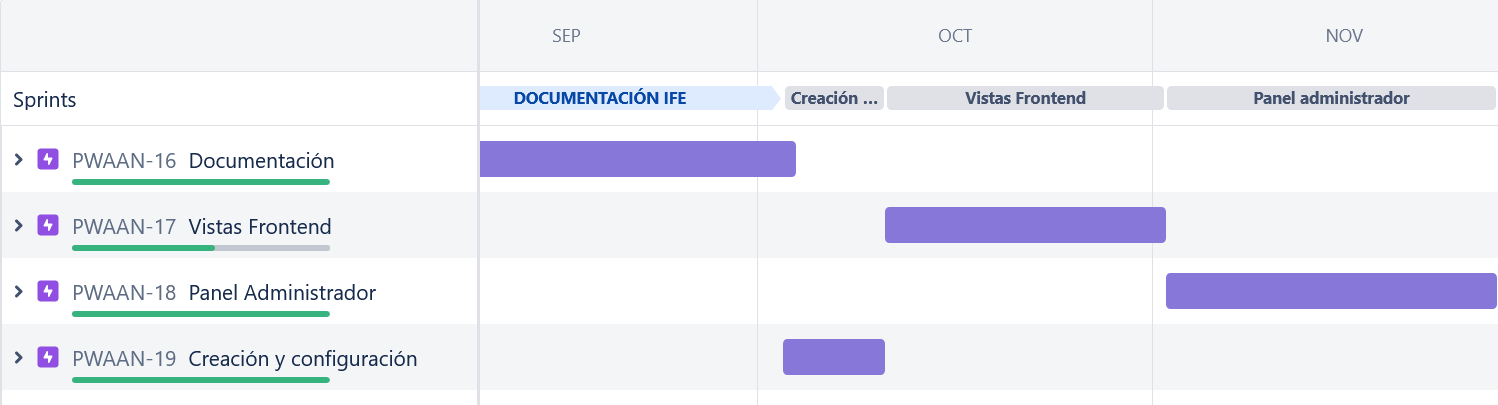 SEP OCT NOV
Sprints DOCUMENTACIÓN IFE Creación ... Vistas Frontend Panel administrador
PWAAN-16 Documentación
PWAAN-17 Vistas Frontend
PWAAN-18 Panel Administrador
PWAAN-19 Creación y configuración